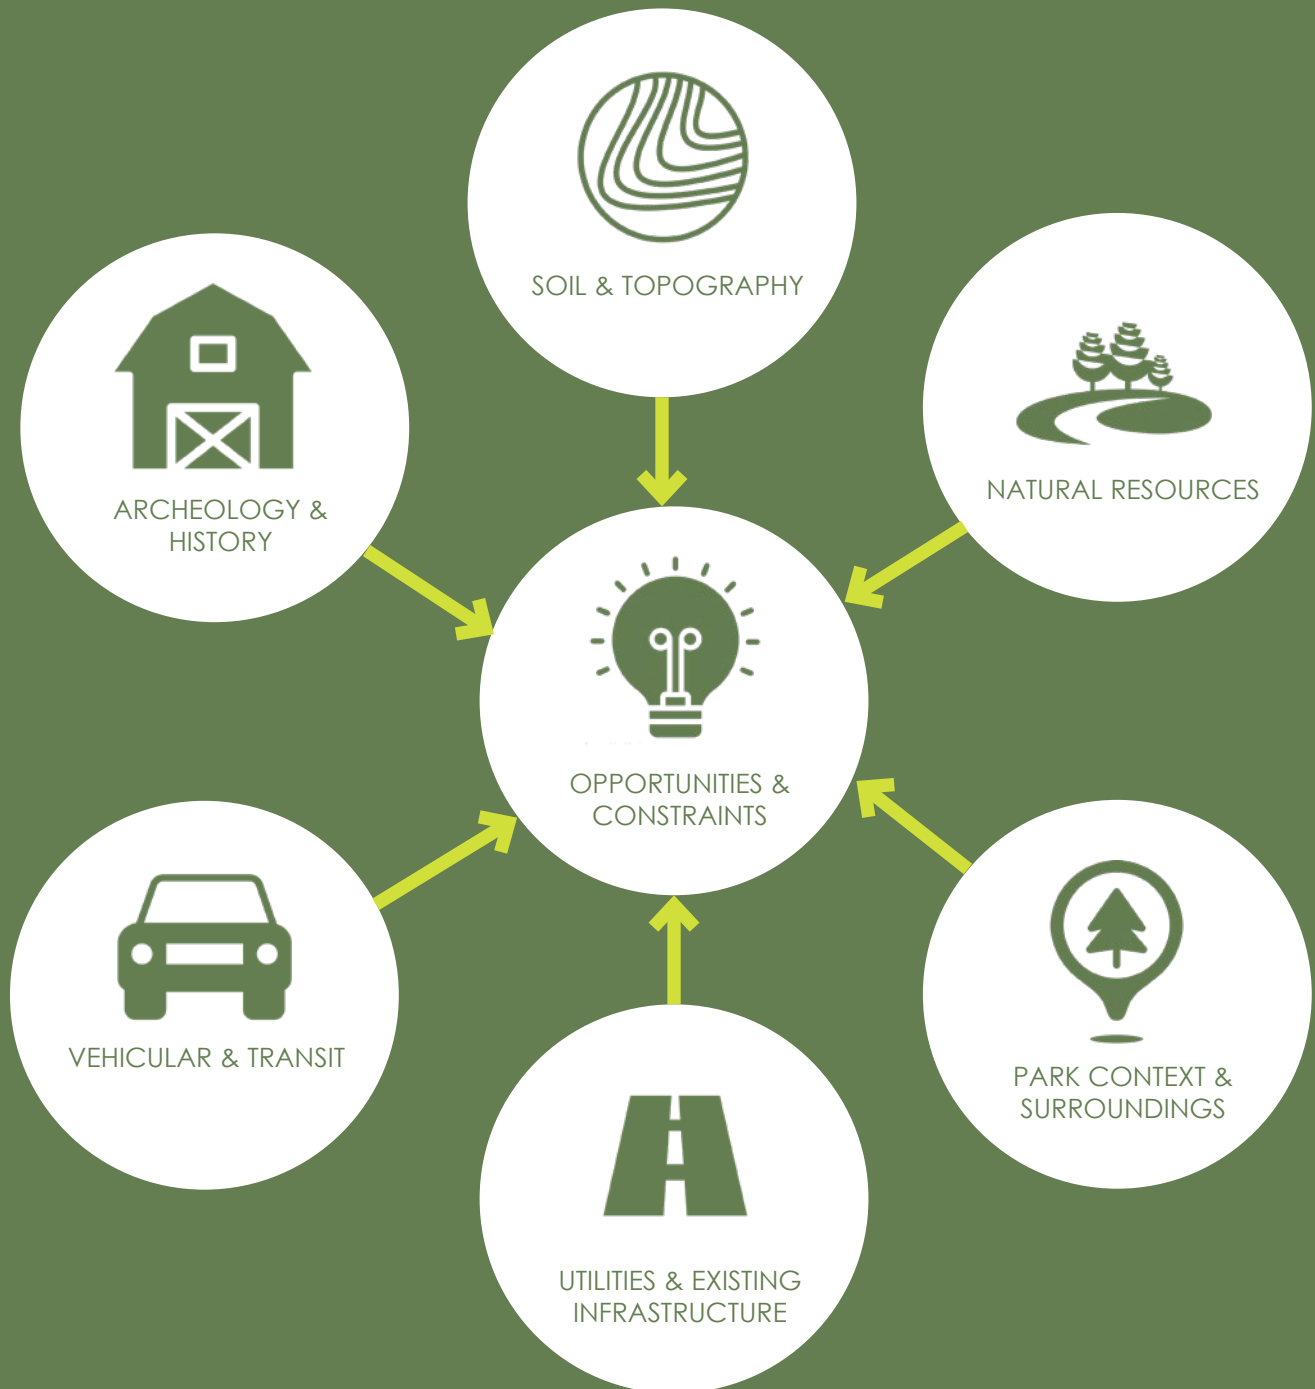 SOIL & TOPOGRAPHY
NATURAL RESOURCES
ARCHEOLOGY &
HISTORY
OPPORTUNITIES &
CONSTRAINTS
VEHICULAR & TRANSIT
PARK CONTEXT &
SURROUNDINGS
UTILITIES & EXISTING
INFRASTRUCTURE